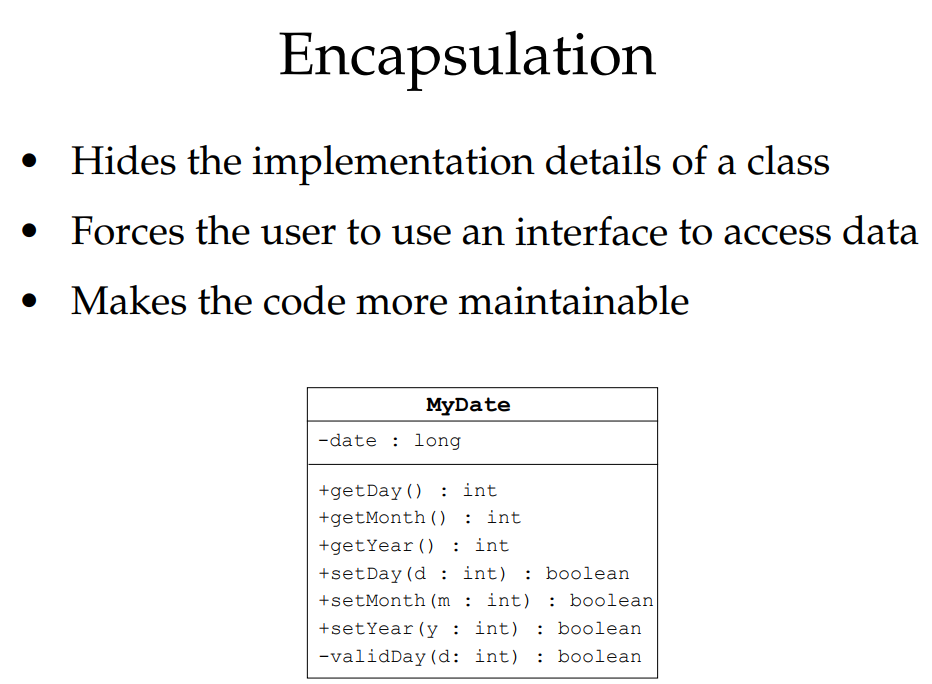 Encapsulation
• Hides the implementation details of a class
• Forces the user to use an interface to access data
• Makes the code more maintainable
MyDate
-date : long
+getDay() : int
+getMonth() : int
+getYear() : int
+setDay(d : int) : boolean
+setMonth(m : int) : boolean
+setYear(y : int) : boolean
-validDay(d: int) : boolean